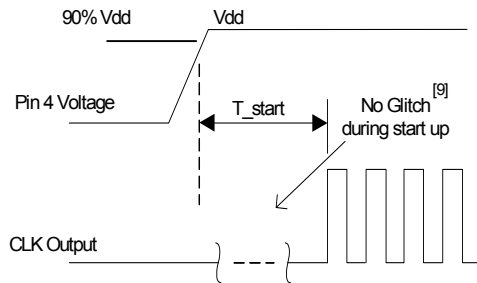 90% Vdd
Vdd
Pin 4 Voltage
T_start
No Glitch [9]
during start up
CLK Output